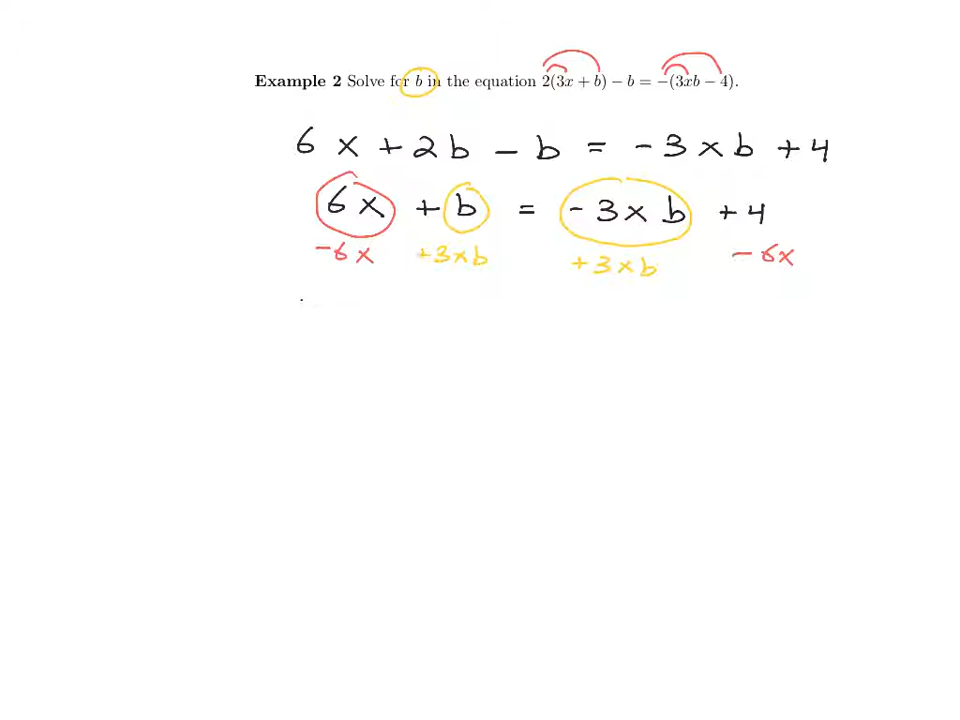 Example 2 Solve for b in the equation 2(3x + b) − b = −(3xb − 4).
6x + 2b − b = −3xb + 4
6x + b = −3xb + 4
−6x +3xb +3xb −6x